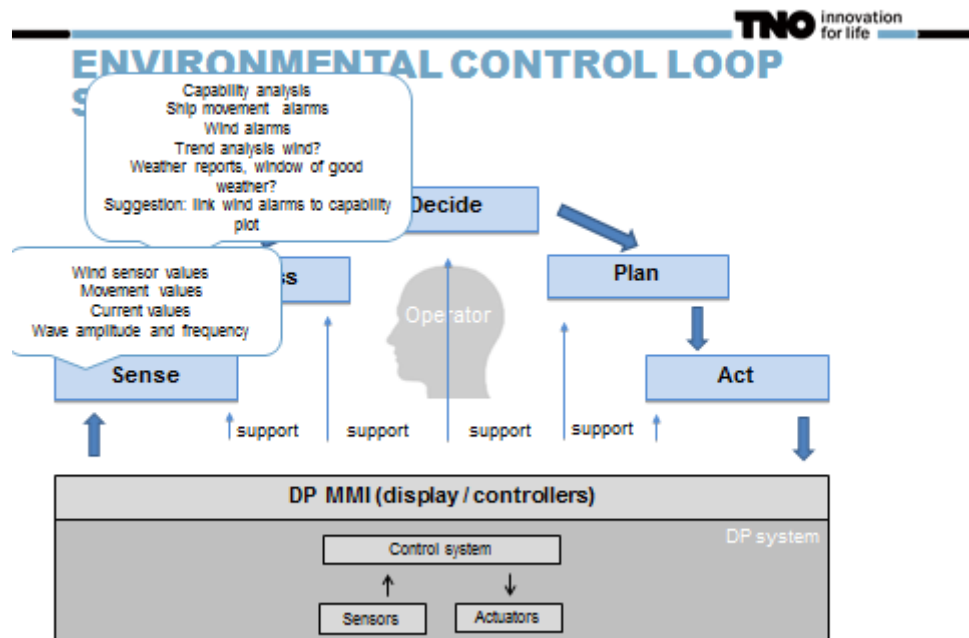 TNO innovation
for life
ENVIRONMENTAL CONTROL LOOP
S
Capability analysis
Ship movement alarms
Wind alarms
Trend analysis wind?
Weather reports, window of good
weather?
Suggestion: link wind alarms to capability
plot
Decide
Wind sensor values
Movement values
Current values
Wave amplitude and frequency
ss
Plan
Operator
Sense
Act
support
support
support
support
DP MMI (display / controllers)
DP system
Control system
Sensors
Actuators